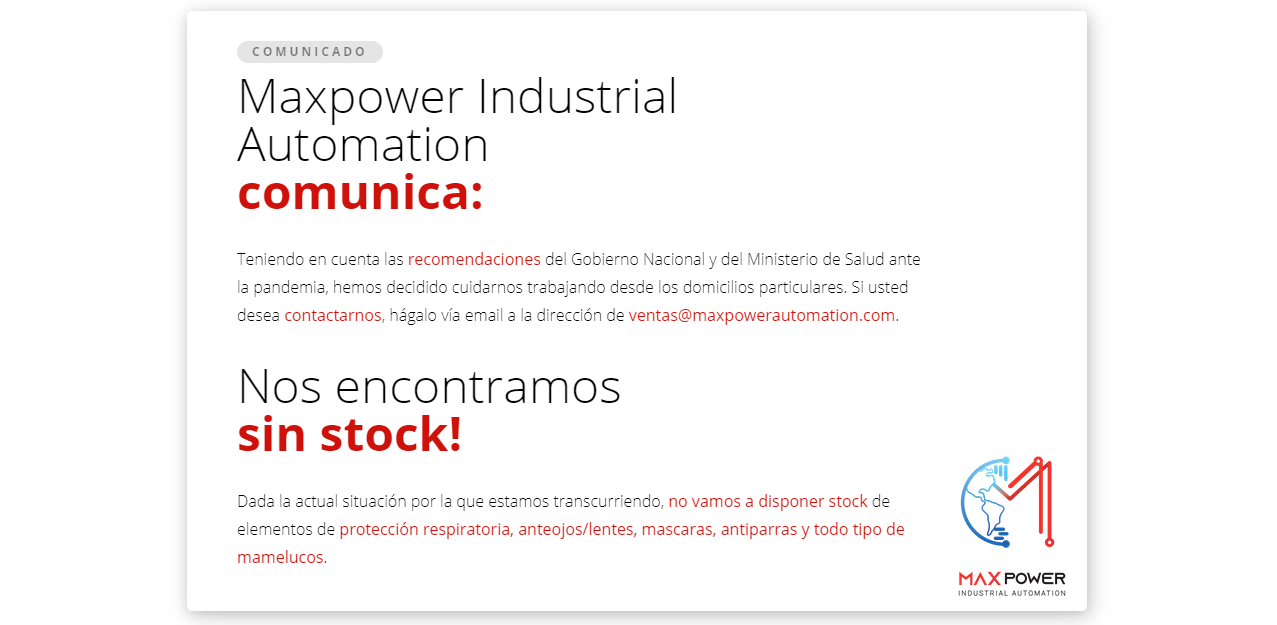 COMUNICADO
Maxpower Industrial
Automation
comunica:
Teniendo en cuenta las recomendaciones del Gobierno Nacional y del Ministerio de Salud ante
la pandemia, hemos decidido cuidarnos trabajando desde los domicilios particulares. Si usted
desea contactarnos, hágalo vía email a la dirección de ventas@maxpowerautomation.com.
Nos encontramos
sin stock!
Dada la actual situación por la que estamos transcurriendo, no vamos a disponer stock de
elementos de protección respiratoria, anteojos/lentes, mascaras, antiparras y todo tipo de
mamelucos.
MAXPOWER
INDUSTRIAL AUTOMATION